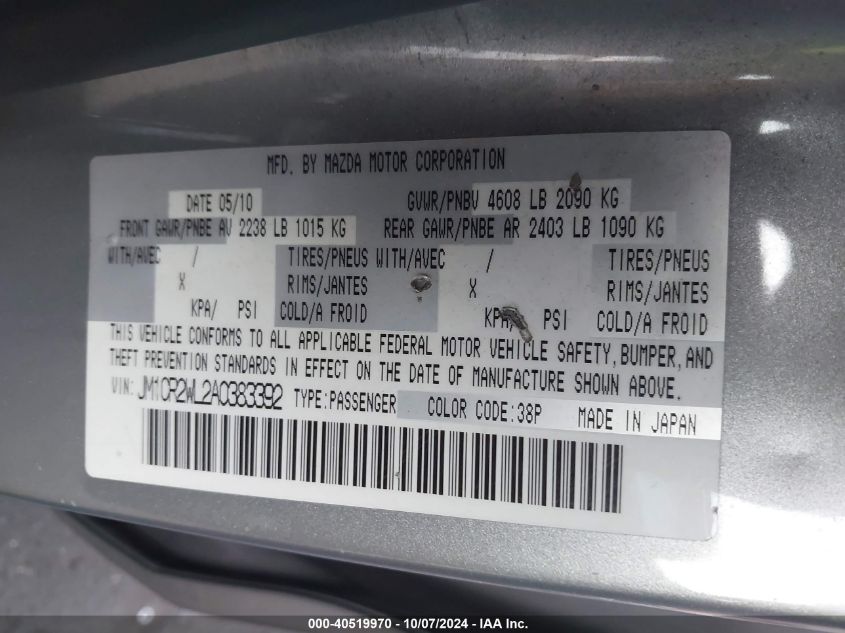 MFD. BY MAZDA MOTOR CORPORATION
DATE 05/10 GVWR/PNBV 4608 LB 2090 KG
FRONT GAWR/PNBE AV 2238 LB 1015 KG REAR GAWR/PNBE AR 2403 LB 1090 KG
WITH/AVEC / TIRES/PNEUS WITH/AVEC / TIRES/PNEUS
X RIMS/JANTES X RIMS/JANTES
KPA/ PSI COLD/A FROID KPA/ PSI COLD/A FROID
THIS VEHICLE CONFORMS TO ALL APPLICABLE FEDERAL MOTOR VEHICLE SAFETY, BUMPER, AND
THEFT PREVENTION STANDARDS IN EFFECT ON THE DATE OF MANUFACTURE SHOWN ABOVE.
VIN: JM1CR2WL2A0383392 TYPE:PASSENGER COLOR CODE:38P MADE IN JAPAN
000-40519970 - 10/07/2024 - IAA Inc.